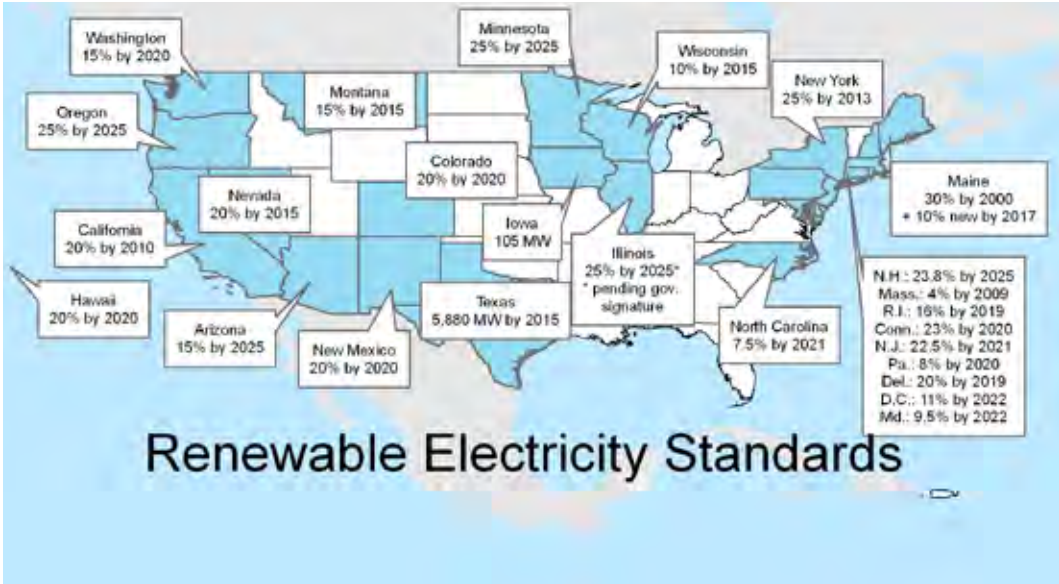 Washington
15% by 2020
Minnesota
25% by 2025
Wisconsin
10% by 2015
New York
25% by 2013
Oregon
25% by 2025
Montana
15% by 2015
Colorado
20% by 2020
Nevada
20% by 2015
Iowa
105 MW
Maine
30% by 2000
+ 10% new by 2017
California
20% by 2010
Illinois
25% by 2025*
* pending gov.
signature
Hawaii
20% by 2020
Arizona
15% by 2025
New Mexico
20% by 2020
Texas
5,880 MW by 2015
North Carolina
7.5% by 2021
N.H.: 23.8% by 2025
Mass.: 4% by 2009
R.I.: 16% by 2019
Conn.: 23% by 2020
N.J.: 22.5% by 2021
Pa.: 8% by 2020
Del.: 20% by 2019
D.C.: 11% by 2022
Md.: 9.5% by 2022
Renewable Electricity Standards